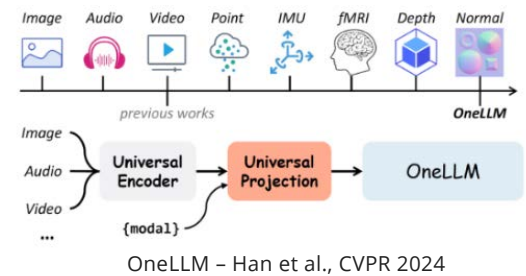 Image Audio Video Point IMU fMRI Depth Normal
previous works OneLLM
Image
Audio
Video
...
Universal Encoder
{modal}
Universal Projection
OneLLM
OneLLM – Han et al., CVPR 2024